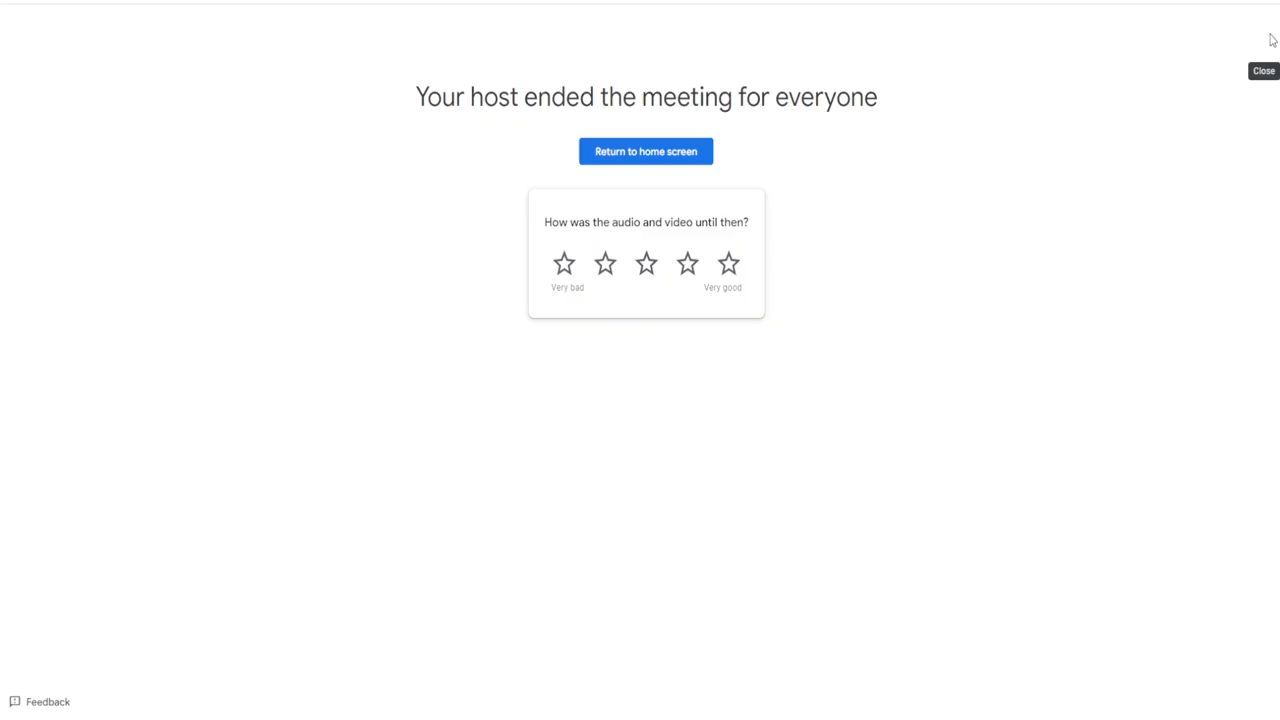 Close
Your host ended the meeting for everyone
Return to home screen
How was the audio and video until then?
Very bad
Very good
Feedback